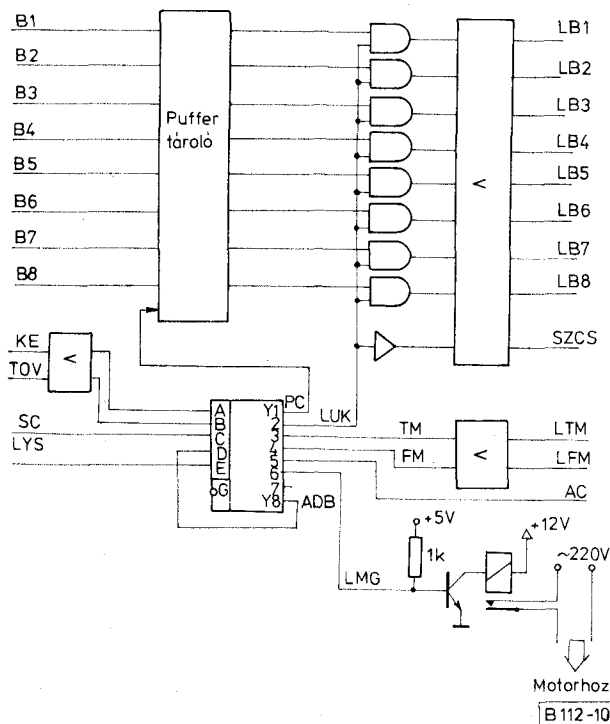 B1
B2
B3
B4
B5
B6
B7
B8
Puffer
tároló
LB1
LB2
LB3
LB4
LB5
LB6
LB7
LB8
SZCS
<
KE
TOV
<
SC
LYS
A
B
C
D
E
G
Y1
2
3
4
5
6
7
Y8
PC
LUK
TM
FM
<
LTM
LFM
AC
ADB
LMG
+5V
1k
+12V
~220V
Motorhoz
B 112-10